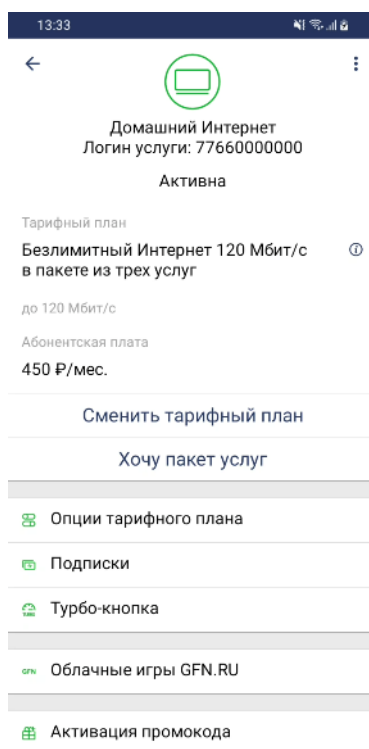 13:33
Домашний Интернет
Логин услуги: 77660000000
Активна
Тарифный план
Безлимитный Интернет 120 Мбит/с
в пакете из трех услуг
до 120 Мбит/с
Абонентская плата
450 ₽/мес.
Сменить тарифный план
Хочу пакет услуг
Опции тарифного плана
Подписки
Турбо-кнопка
GFN Облачные игры GFN.RU
Активация промокода